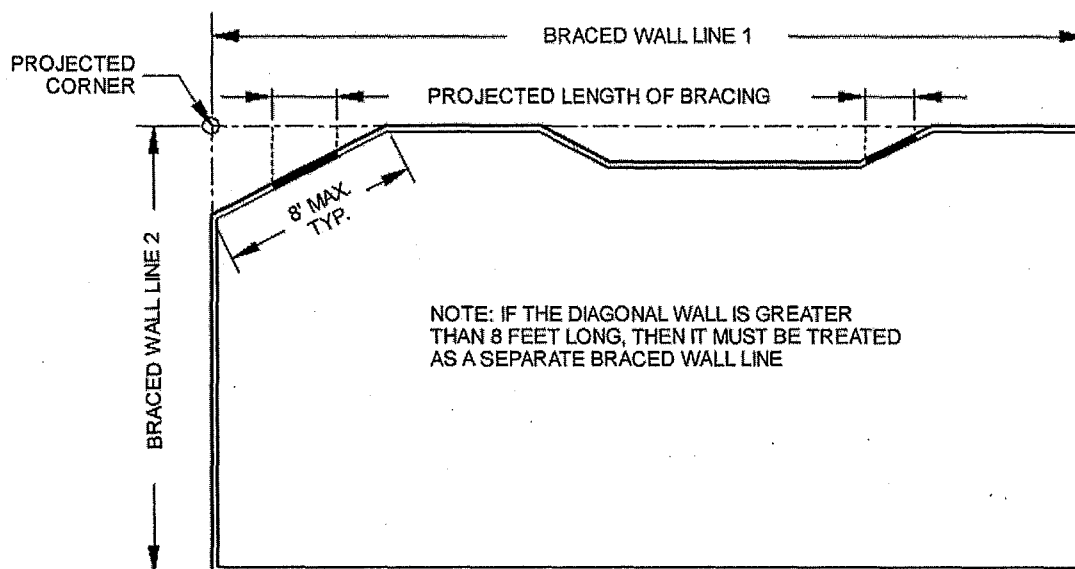 BRACED WALL LINE 1
PROJECTED
CORNER
PROJECTED LENGTH OF BRACING
8' MAX.
TYP.
BRACED WALL LINE 2
NOTE: IF THE DIAGONAL WALL IS GREATER
THAN 8 FEET LONG, THEN IT MUST BE TREATED
AS A SEPARATE BRACED WALL LINE